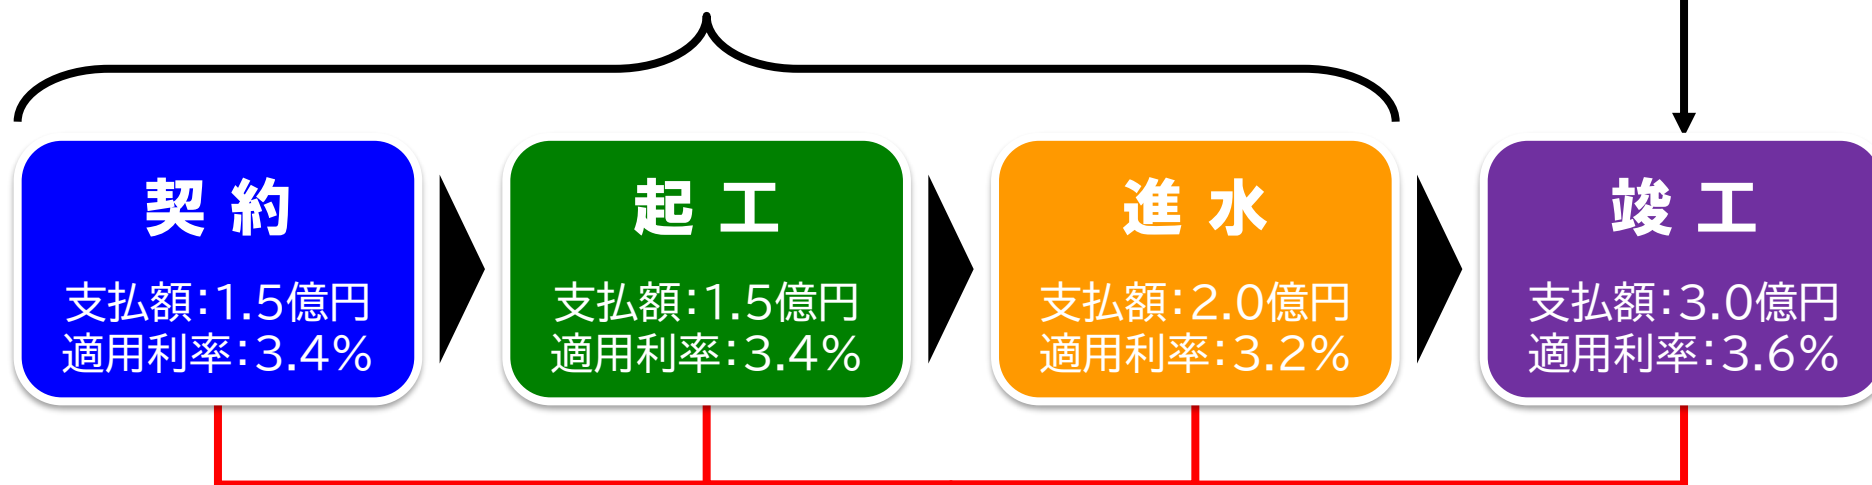 契約
支払額：1.5億円
適用利率：3.4%
起工
支払額：1.5億円
適用利率：3.4%
進水
支払額：2.0億円
適用利率：3.2%
竣工
支払額：3.0億円
適用利率：3.6%